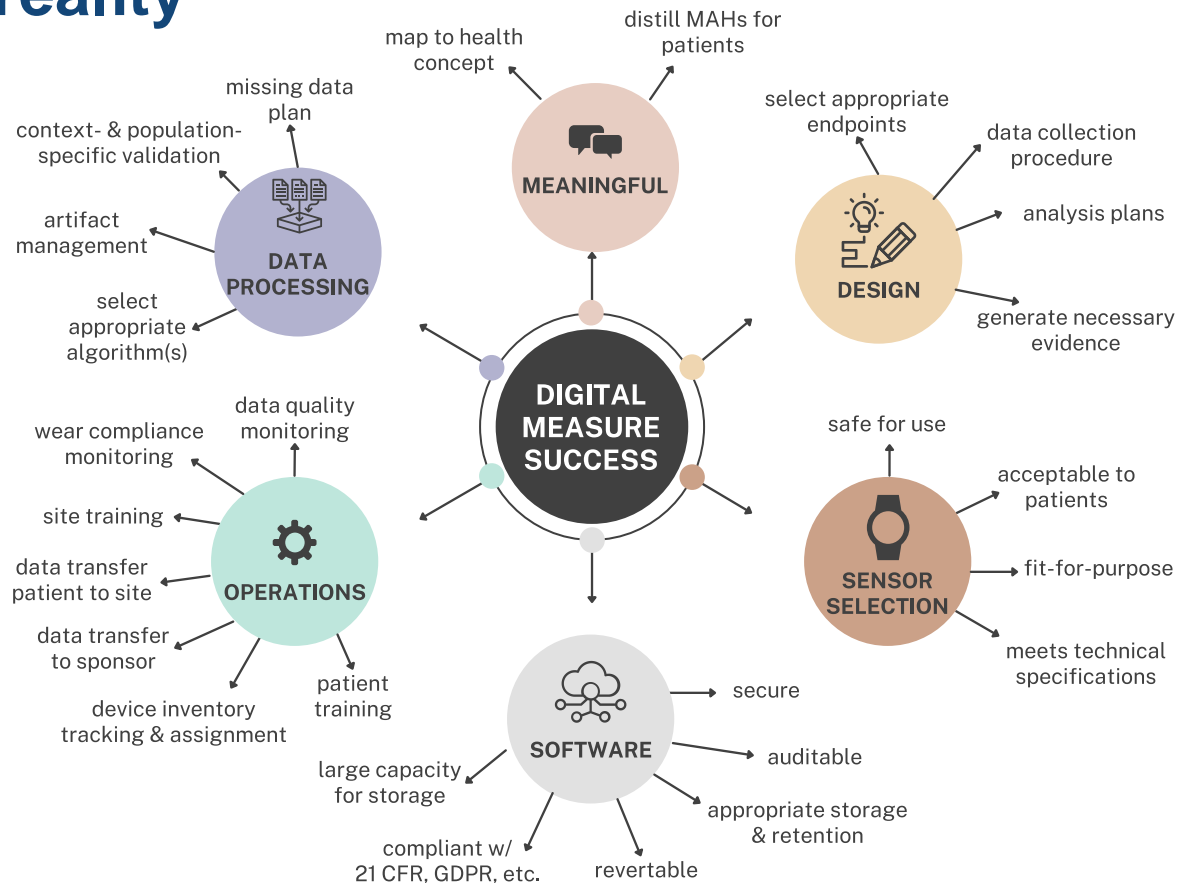 reality
map to health
concept
distill MAHs for
patients
MEANINGFUL
select appropriate
endpoints
data collection
procedure
analysis plans
generate necessary
evidence
DESIGN
missing data
plan
context- & population-
specific validation
artifact
management
select
appropriate
algorithm(s)
DATA
PROCESSING
DIGITAL
MEASURE
SUCCESS
data quality
monitoring
wear compliance
monitoring
site training
data transfer
patient to site
data transfer
to sponsor
device inventory
tracking & assignment
patient
training
OPERATIONS
safe for use
acceptable to
patients
fit-for-purpose
meets technical
specifications
SENSOR
SELECTION
SOFTWARE
secure
auditable
appropriate storage
& retention
revertable
compliant w/
21 CFR, GDPR, etc.
large capacity
for storage